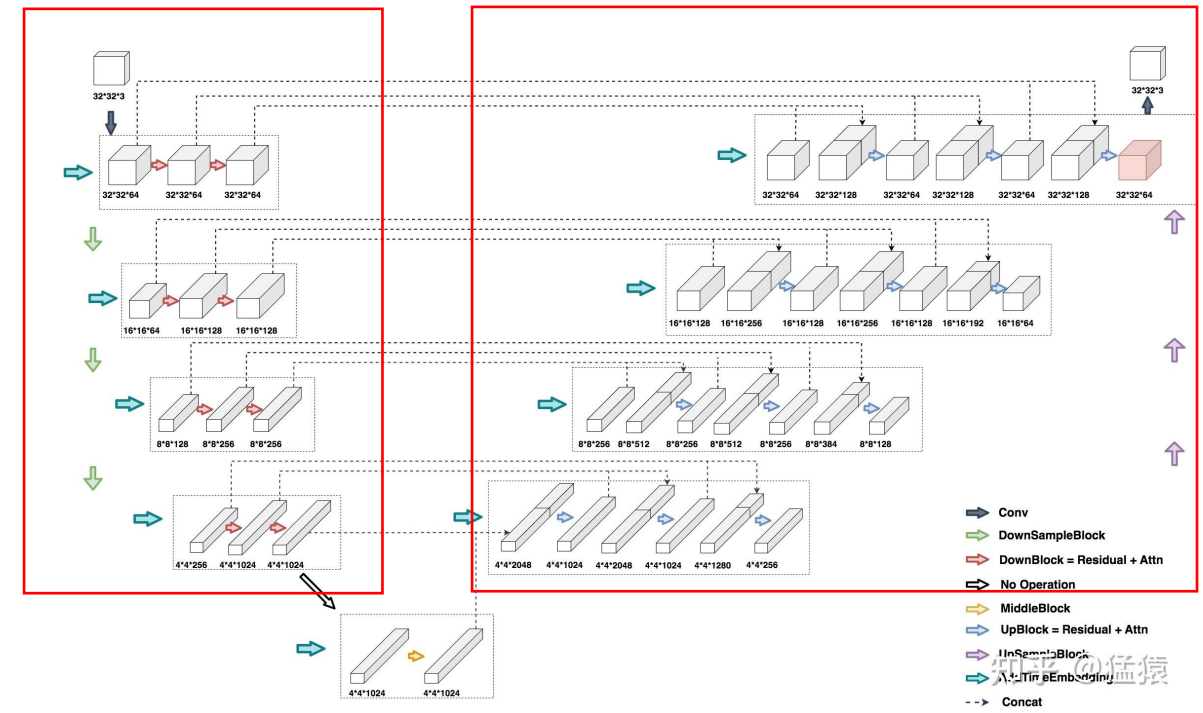 32*32*3
32*32*3
32*32*64 32*32*64 32*32*64
32*32*64 32*32*128 32*32*64 32*32*128 32*32*64 32*32*128 32*32*64
16*16*64 16*16*128 16*16*128
16*16*128 16*16*256 16*16*128 16*16*256 16*16*128 16*16*192 16*16*64
8*8*128 8*8*256 8*8*256
8*8*256 8*8*512 8*8*256 8*8*512 8*8*256 8*8*384 8*8*128
4*4*256 4*4*1024 4*4*1024
4*4*2048 4*4*1024 4*4*2048 4*4*1024 4*4*1280 4*4*256
4*4*1024 4*4*1024
Conv
DownSampleBlock
DownBlock = Residual + Attn
No Operation
MiddleBlock
UpBlock = Residual + Attn
UpSampleBlock
知乎 @猛猿
AddTimeEmbedding
Concat